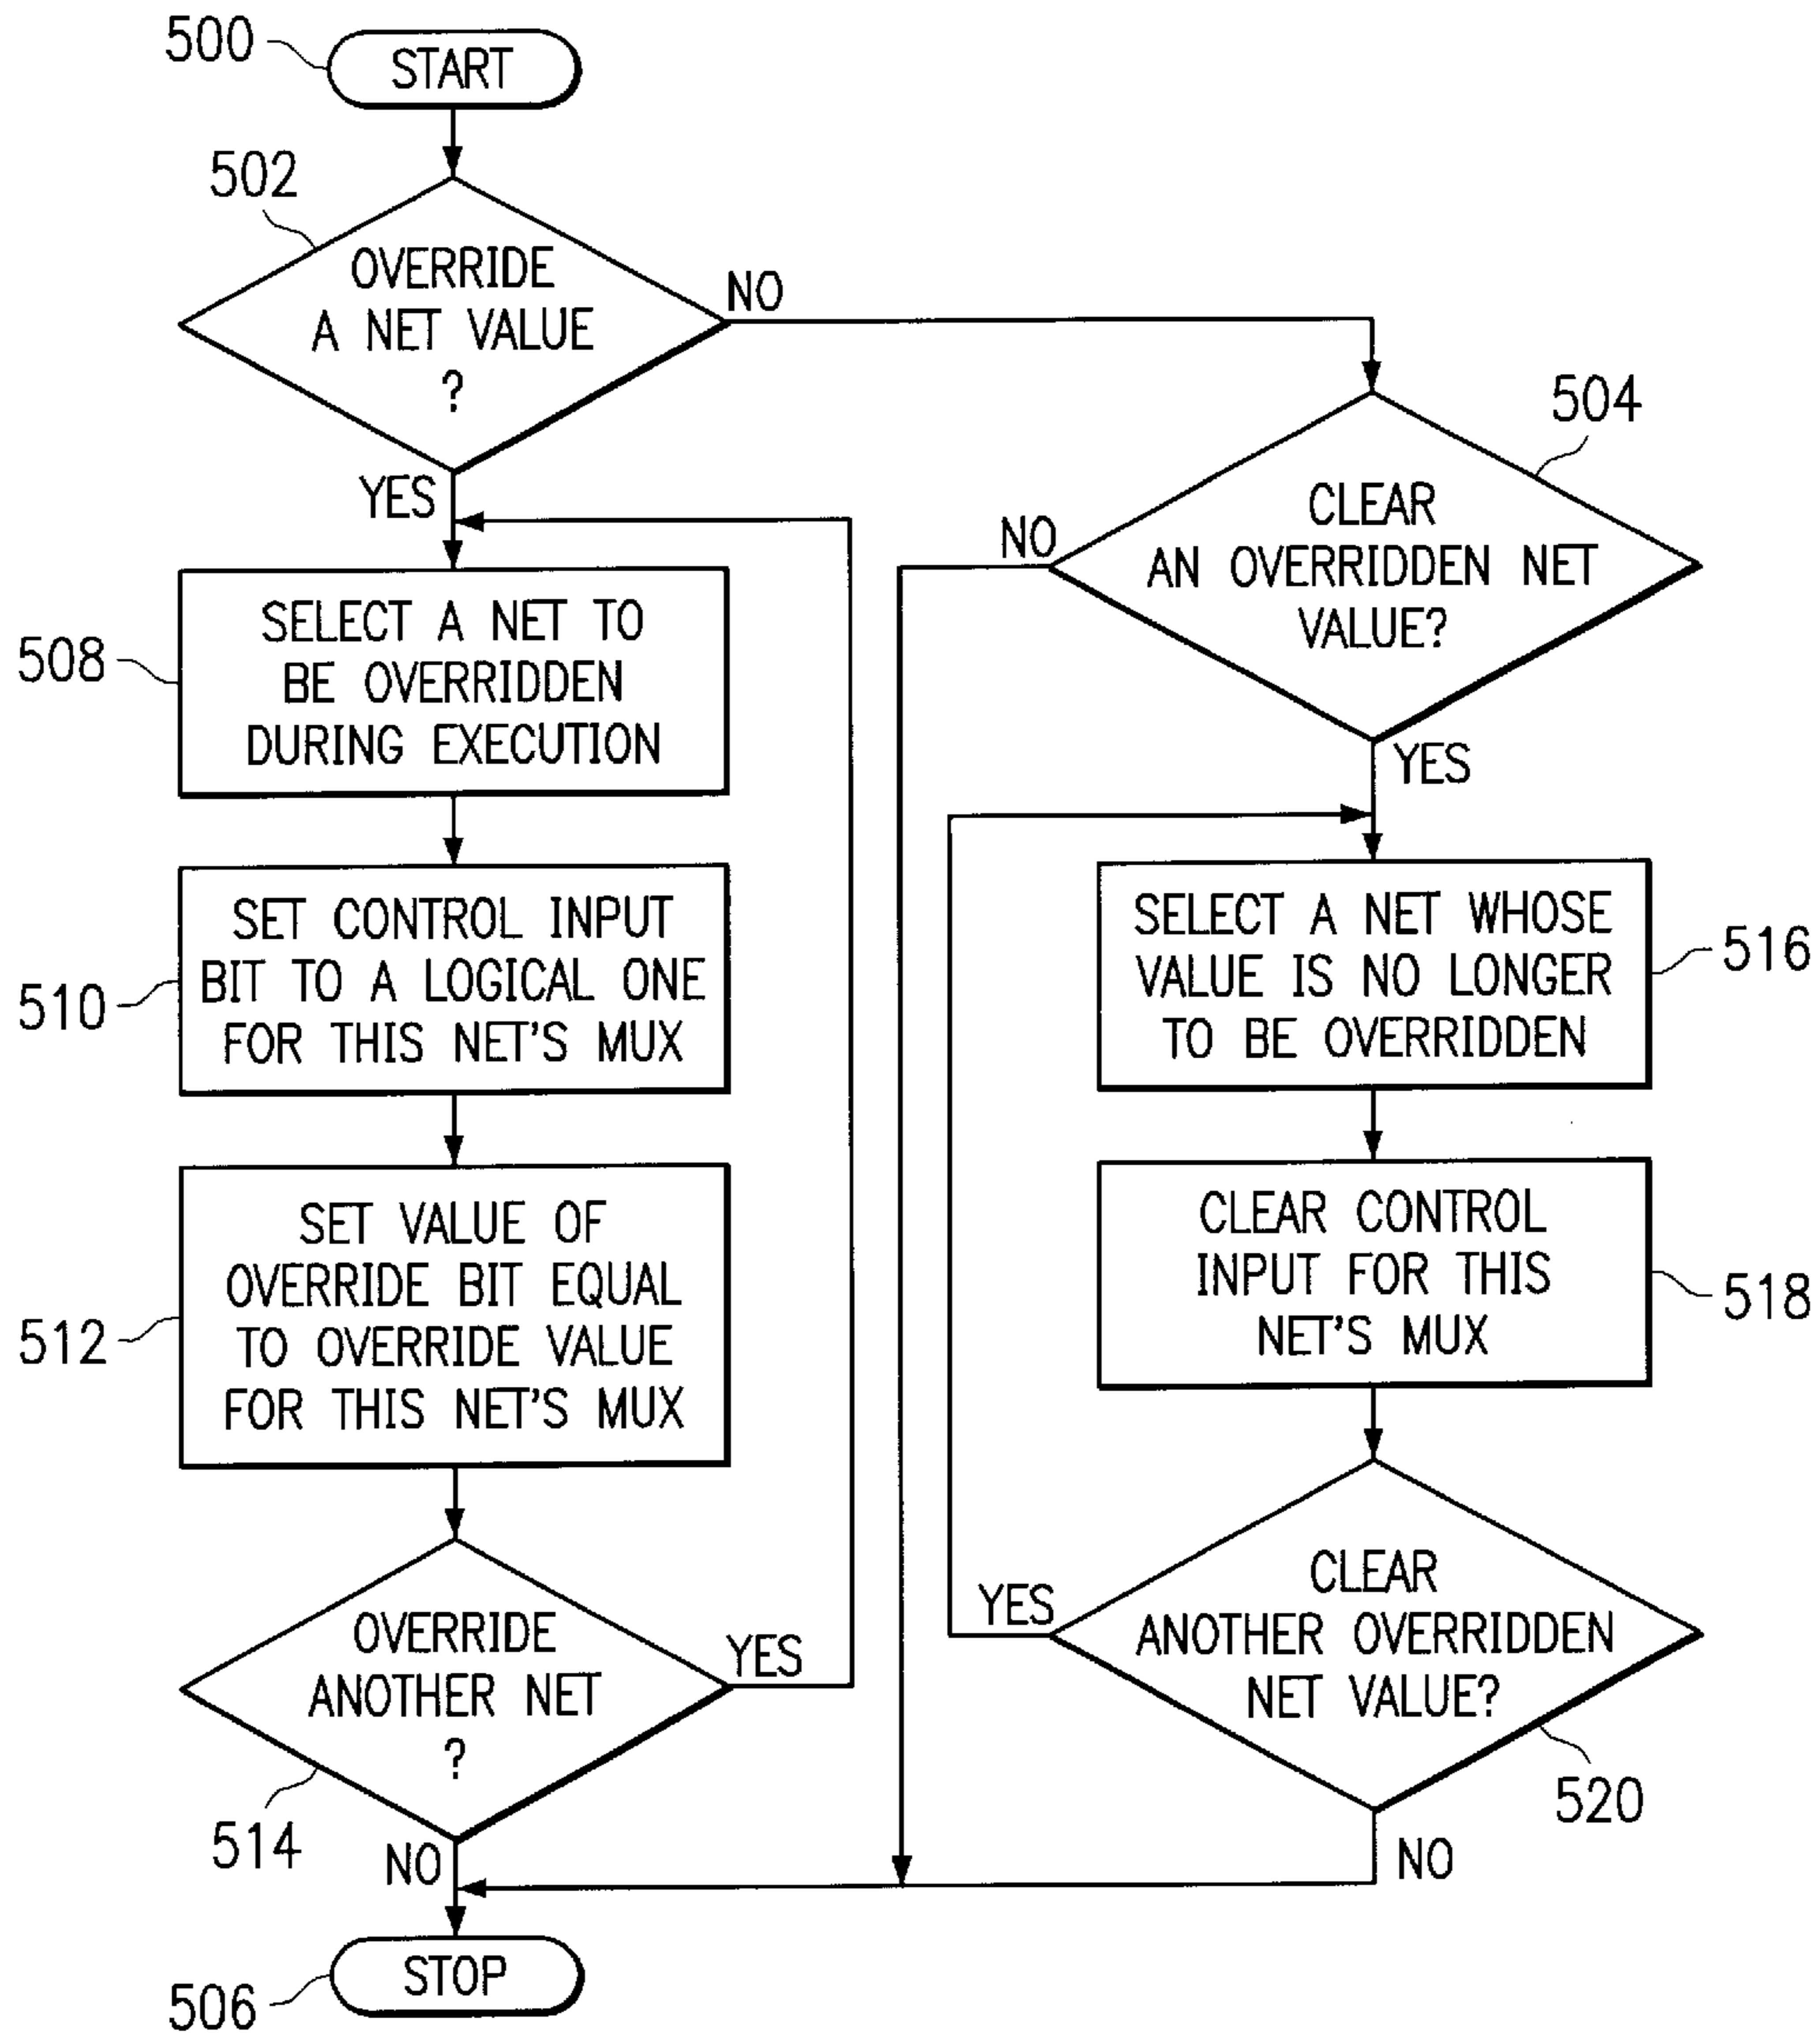 500
START
502
OVERRIDE
A NET VALUE
?
NO
YES
504
CLEAR
AN OVERRIDDEN NET
VALUE?
NO
YES
508
SELECT A NET TO
BE OVERRIDDEN
DURING EXECUTION
510
SET CONTROL INPUT
BIT TO A LOGICAL ONE
FOR THIS NET'S MUX
512
SET VALUE OF
OVERRIDE BIT EQUAL
TO OVERRIDE VALUE
FOR THIS NET'S MUX
OVERRIDE
ANOTHER NET
?
YES
514
NO
516
SELECT A NET WHOSE
VALUE IS NO LONGER
TO BE OVERRIDDEN
518
CLEAR CONTROL
INPUT FOR THIS
NET'S MUX
CLEAR
ANOTHER OVERRIDDEN
NET VALUE?
YES
520
NO
STOP
506